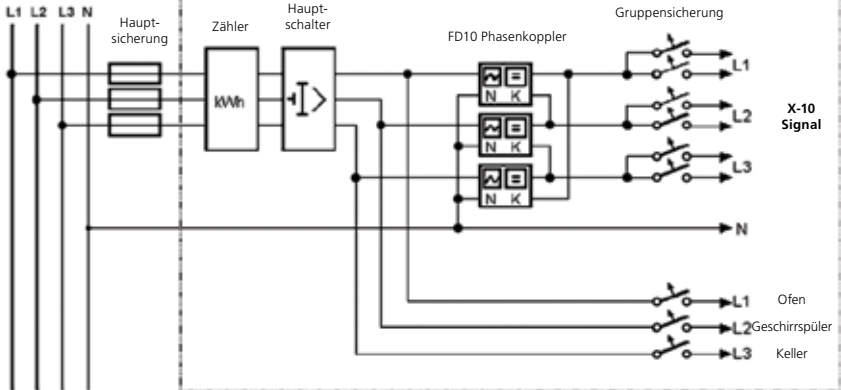 L1 L2 L3 N
Haupt-
sicherung
Zähler
Haupt-
schalter
FD10 Phasenkoppler
Gruppensicherung
kWh
N K
N K
N K
L1
L2
L3
X-10
Signal
N
L1 Ofen
L2 Geschirrspüler
L3 Keller